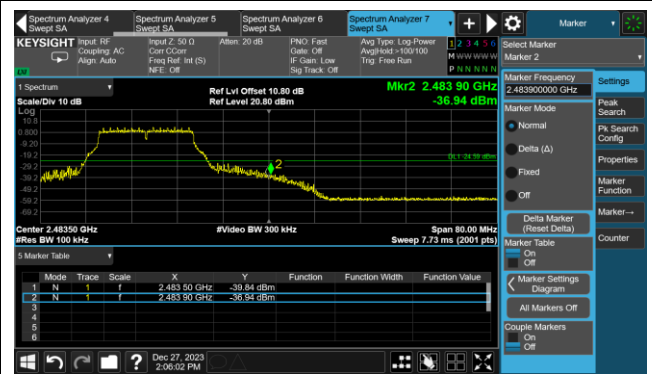 Spectrum Analyzer 4
Swept SA
Spectrum Analyzer 5
Swept SA
Spectrum Analyzer 6
Swept SA
Spectrum Analyzer 7
Swept SA
Marker
KEYSIGHT
Input: RF
Coupling: AC
Align: Auto
Input Z: 50 Ω
Corr CCorr
Freq Ref: Int (S)
NFE: Off
Atten: 20 dB
PNO: Fast
Gate: Off
IF Gain: Low
Sig Track: Off
Avg Type: Log-Power
Avg|Hold:>100/100
Trig: Free Run
1 2 3 4 5 6
M W W W W W
P N N N N N
Select Marker
Marker 2
1 Spectrum
Scale/Div 10 dB
Ref Lvl Offset 10.80 dB
Ref Level 20.80 dBm
Mkr2 2.483 90 GHz
-36.94 dBm
Log
10.8
0.800
-9.20
-19.2
-29.2
-39.2
-49.2
-59.2
-69.2
DL1 -24.59 dBm
2
Center 2.48350 GHz
#Res BW 100 kHz
#Video BW 300 kHz
Span 80.00 MHz
Sweep 7.73 ms (2001 pts)
5 Marker Table
Mode Trace Scale X Y Function Function Width Function Value
1 N 1 f 2.483 50 GHz -39.84 dBm
2 N 1 f 2.483 90 GHz -36.94 dBm
3
4
5
6
Marker Frequency
2.483900000 GHz
Marker Mode
Normal
Delta (Δ)
Fixed
Off
Delta Marker
(Reset Delta)
Marker Table
On
Off
Marker Settings
Diagram
All Markers Off
Couple Markers
On
Off
Settings
Peak
Search
Pk Search
Config
Properties
Marker
Function
Marker→
Counter
Dec 27, 2023
2:06:02 PM